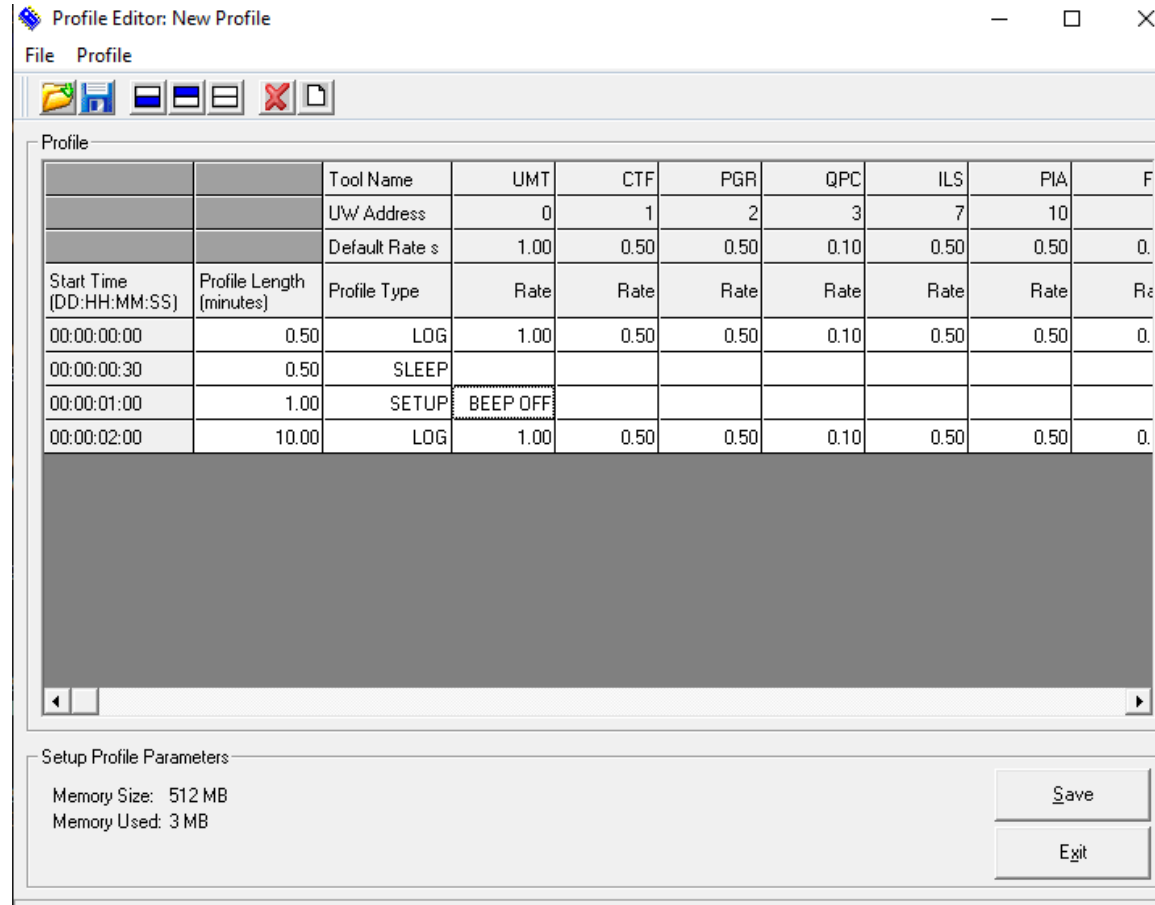 Profile Editor: New Profile
File Profile
Profile
Tool Name UMT CTF PGR QPC ILS PIA F
UW Address 0 1 2 3 7 10
Default Rate s 1.00 0.50 0.50 0.10 0.50 0.50 0.
Start Time (DD:HH:MM:SS) Profile Length (minutes) Profile Type Rate Rate Rate Rate Rate Rate Ra
00:00:00:00 0.50 LOG 1.00 0.50 0.50 0.10 0.50 0.50 0.
00:00:00:30 0.50 SLEEP
00:00:01:00 1.00 SETUP BEEP OFF
00:00:02:00 10.00 LOG 1.00 0.50 0.50 0.10 0.50 0.50 0.
Setup Profile Parameters
Memory Size: 512 MB
Memory Used: 3 MB
Save
Exit